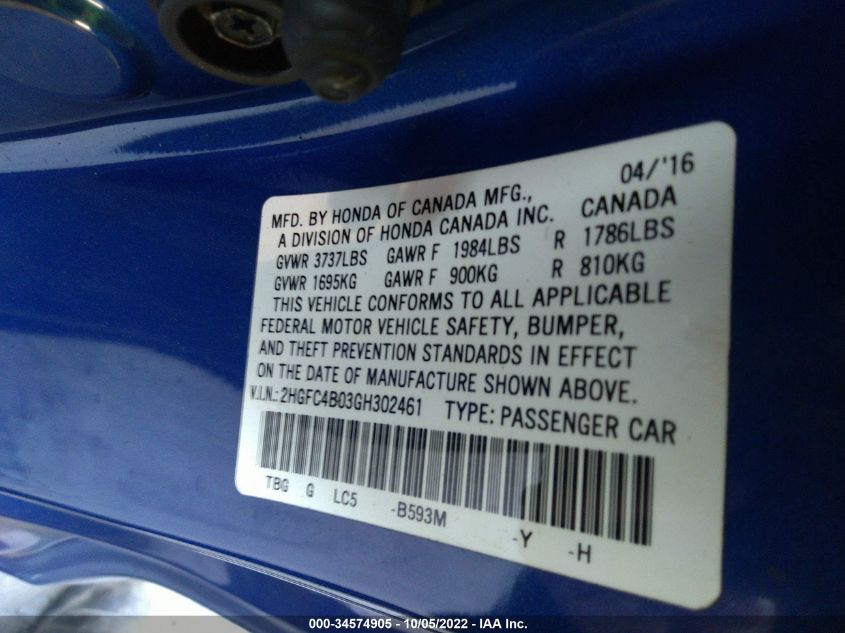 04/'16
MFD. BY HONDA OF CANADA MFG., CANADA
A DIVISION OF HONDA CANADA INC.
GVWR 3737LBS GAWR F 1984LBS R 1786LBS
GVWR 1695KG GAWR F 900KG R 810KG
THIS VEHICLE CONFORMS TO ALL APPLICABLE
FEDERAL MOTOR VEHICLE SAFETY, BUMPER,
AND THEFT PREVENTION STANDARDS IN EFFECT
ON THE DATE OF MANUFACTURE SHOWN ABOVE.
V.I.N.: 2HGFC4B03GH302461 TYPE: PASSENGER CAR
TBG G LC5 -B593M -Y -H
000-34574905 - 10/05/2022 - IAA Inc.